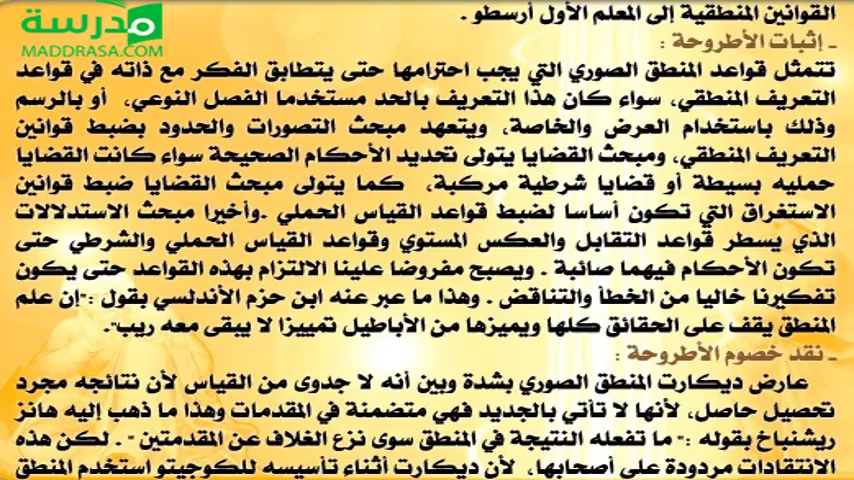 مدرسة
MADDRASA.COM
القوانين المنطقية إلى المعلم الأول أرسطو .
ـ إثبات الأطروحة :
تتمثل قواعد المنطق الصوري التي يجب احترامها حتى يتطابق الفكر مع ذاته في قواعد
التعريف المنطقي، سواء كان هذا التعريف بالحد مستخدما الفصل النوعي، أو بالرسم
وذلك باستخدام العرض والخاصة، ويتعهد مبحث التصورات والحدود بضبط قوانين
التعريف المنطقي، ومبحث القضايا يتولى تحديد الأحكام الصحيحة سواء كانت القضايا
حمليه بسيطة أو قضايا شرطية مركبة، كما يتولى مبحث القضايا ضبط قوانين
الاستغراق التي تكون أساسا لضبط قواعد القياس الحملي .وأخيرا مبحث الاستدلالات
الذي يسطر قواعد التقابل والعكس المستوي وقواعد القياس الحملي والشرطي حتى
تكون الأحكام فيهما صائبة . ويصبح مفروضا علينا الالتزام بهذه القواعد حتى يكون
تفكيرنا خاليا من الخطأ والتناقض . وهذا ما عبر عنه ابن حزم الأندلسي بقول :"إن علم
المنطق يقف على الحقائق كلها ويميزها من الأباطيل تمييزا لا يبقى معه ريب".
ـ نقد خصوم الأطروحة :
عارض ديكارت المنطق الصوري بشدة وبين أنه لا جدوى من القياس لأن نتائجه مجرد
تحصيل حاصل، لأنها لا تأتي بالجديد فهي متضمنة في المقدمات وهذا ما ذهب إليه هانز
ريشنباخ بقوله :" ما تفعله النتيجة في المنطق سوى نزع الغلاف عن المقدمتين " . لكن هذه
الانتقادات مردودة على أصحابها، لأن ديكارت أثناء تأسيسه للكوجيتو استخدم المنطق